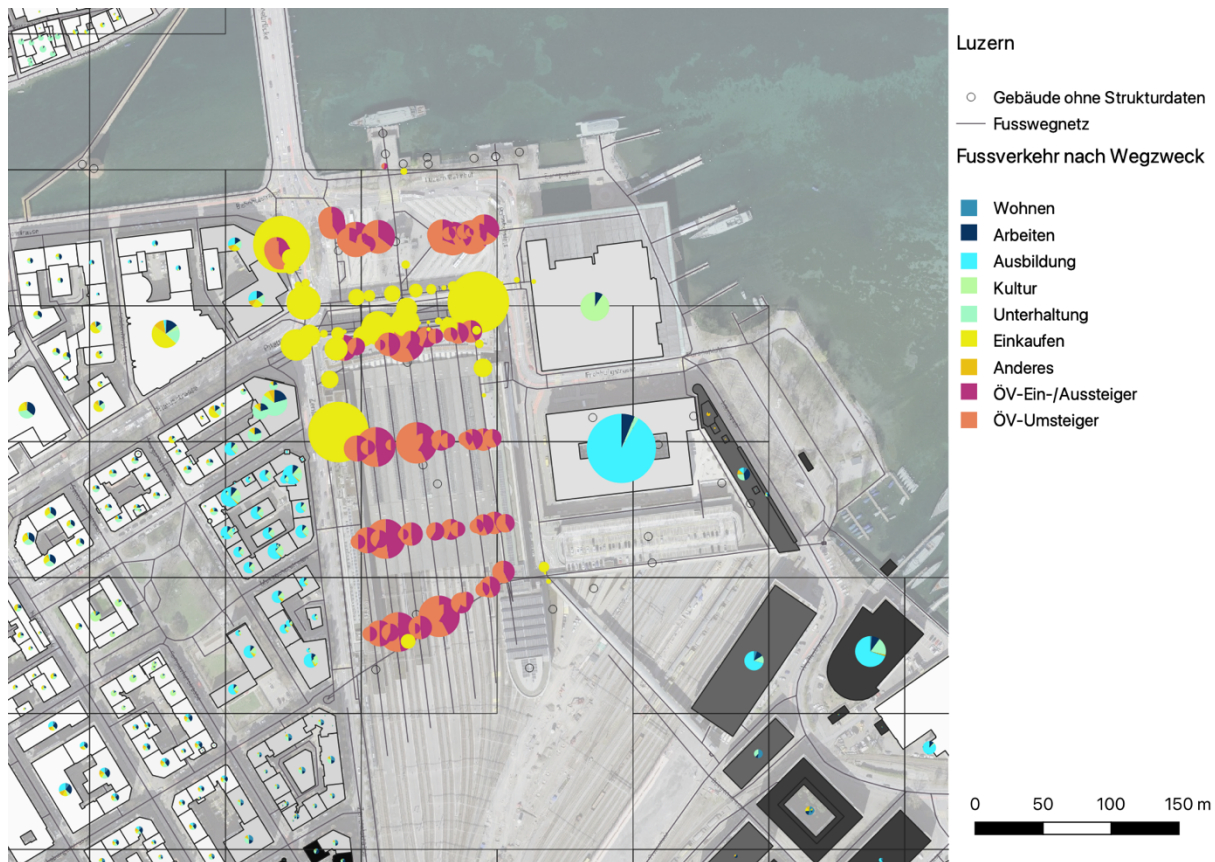 Luzern
Gebäude ohne Strukturdaten
Fusswegnetz
Fussverkehr nach Wegzweck
Wohnen
Arbeiten
Ausbildung
Kultur
Unterhaltung
Einkaufen
Anderes
ÖV-Ein-/Aussteiger
ÖV-Umsteiger
0 50 100 150 m